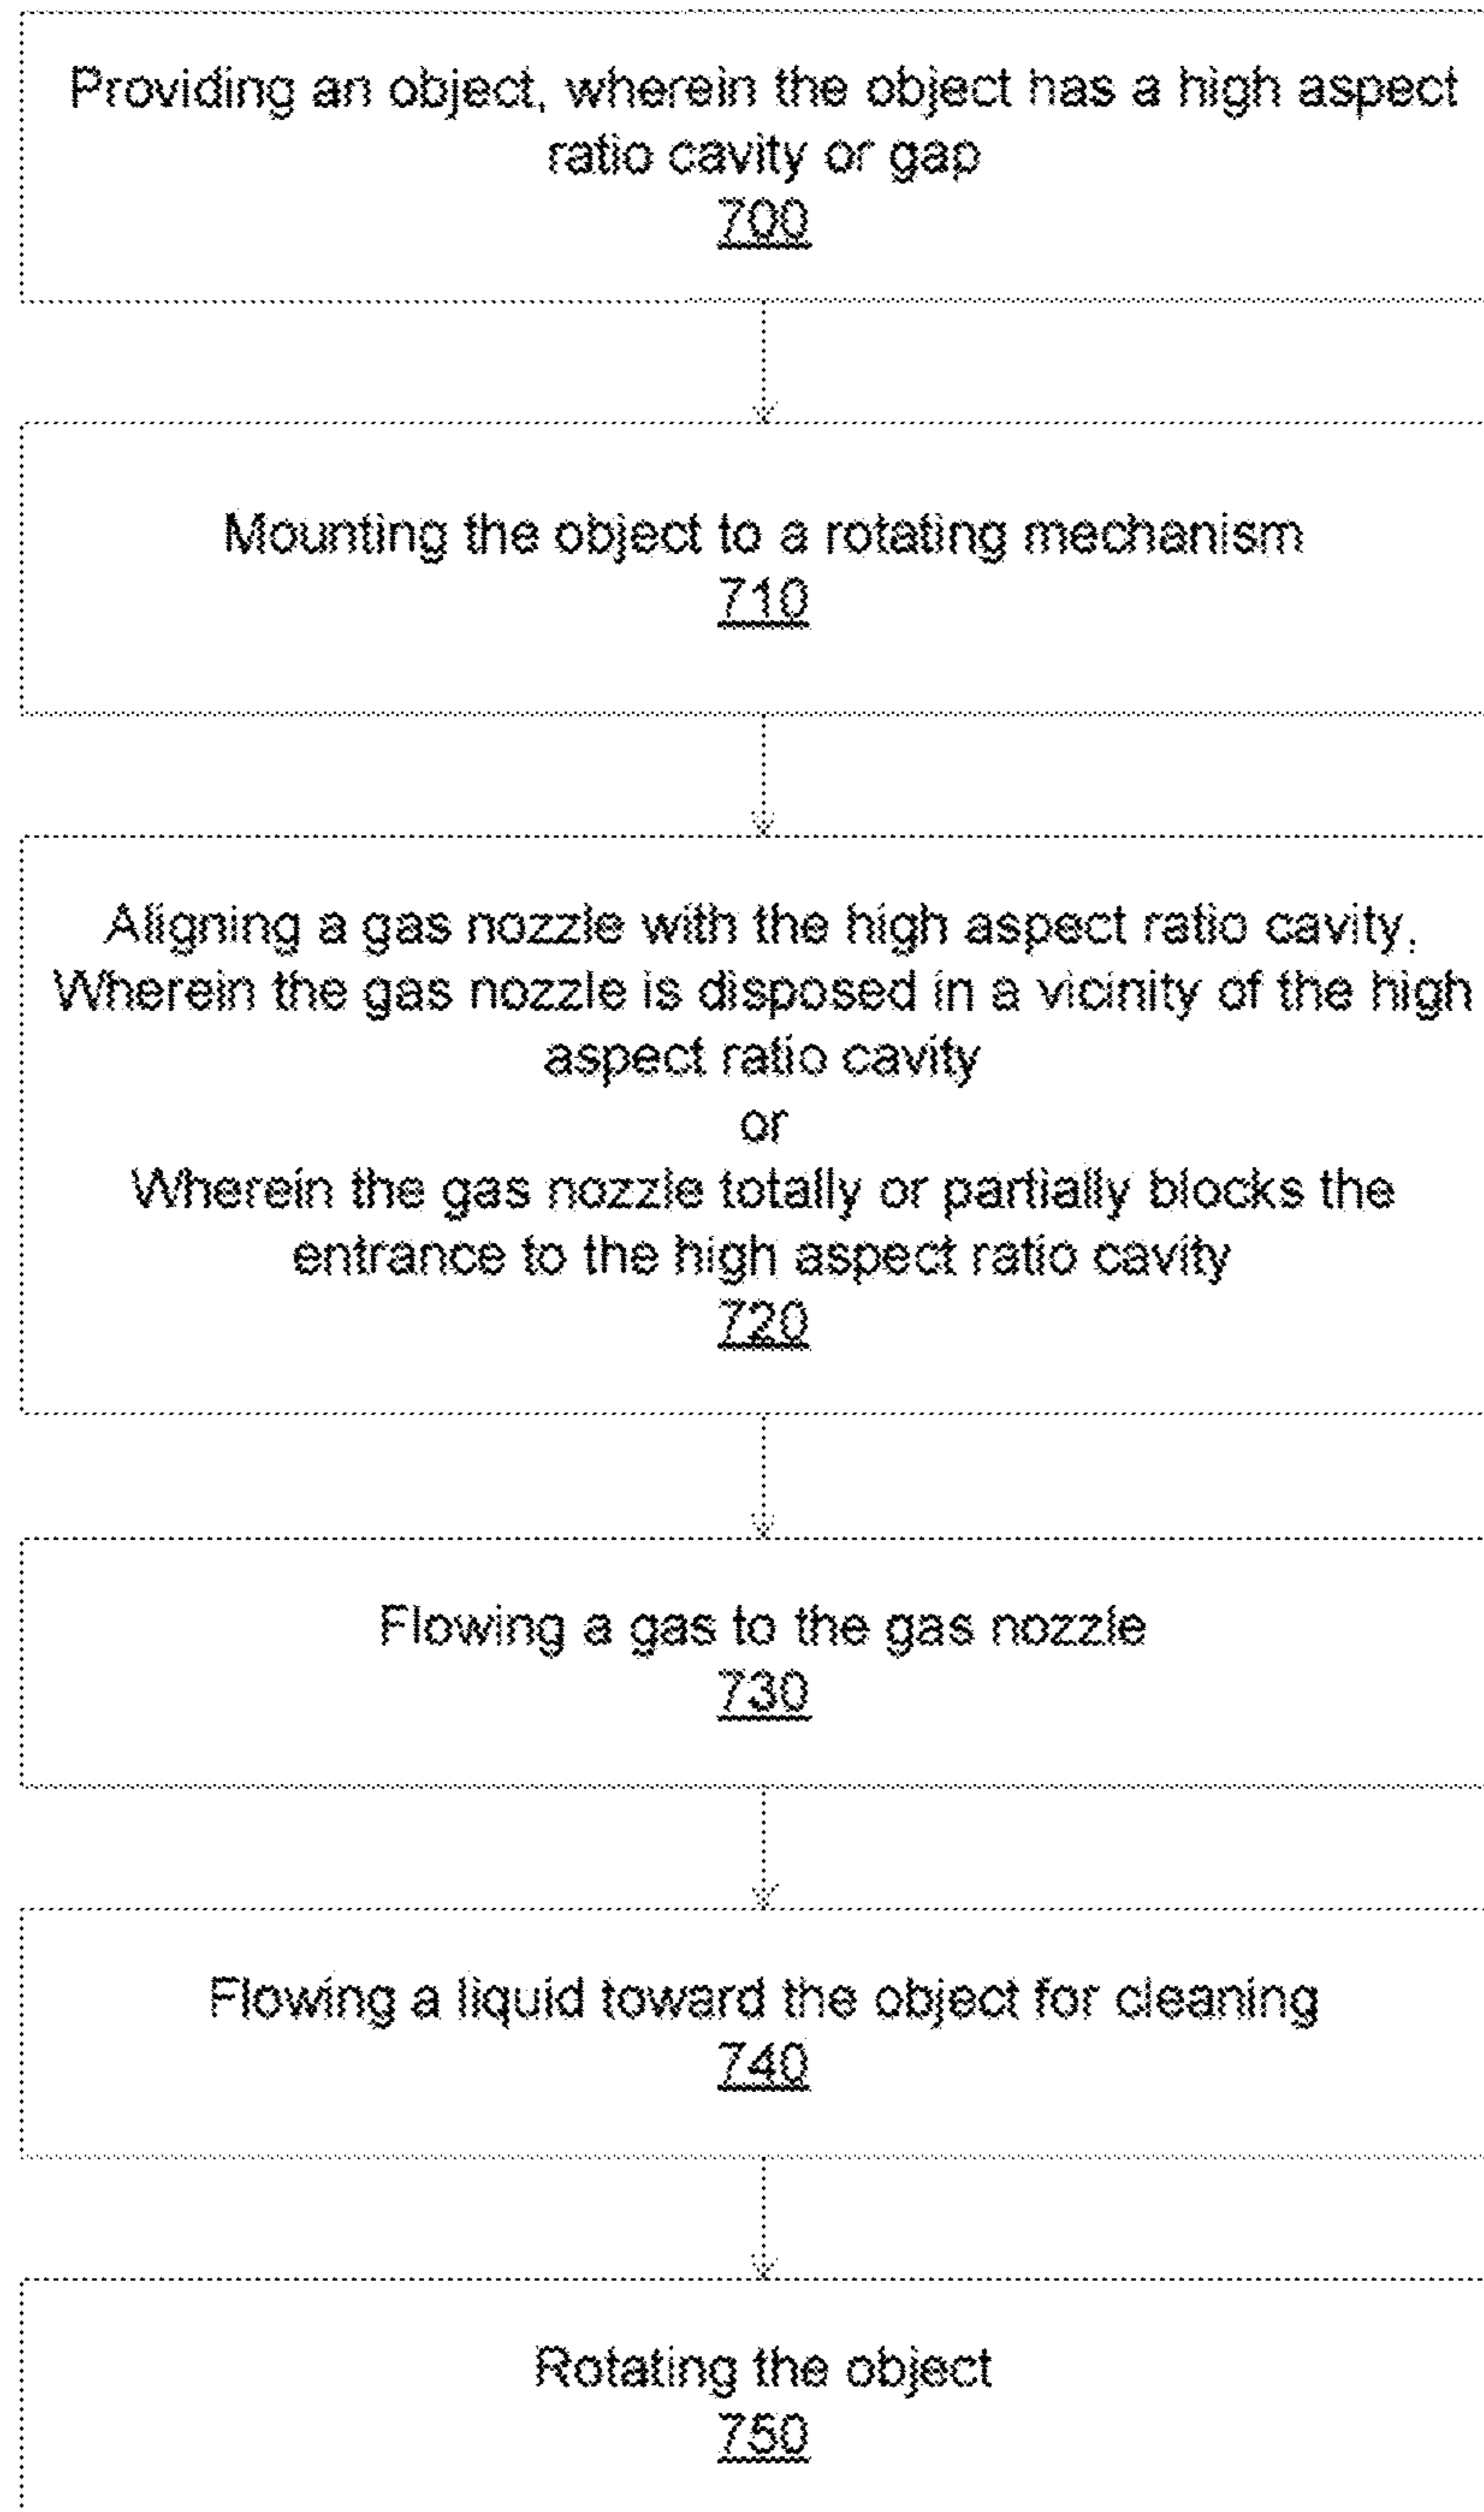 Providing an object, wherein the object has a high aspect
ratio cavity or gap
700
Mounting the object to a rotating mechanism
710
Aligning a gas nozzle with the high aspect ratio cavity.
Wherein the gas nozzle is disposed in a vicinity of the high
aspect ratio cavity
or
Wherein the gas nozzle totally or partially blocks the
entrance to the high aspect ratio cavity
720
Flowing a gas to the gas nozzle
730
Flowing a liquid toward the object for cleaning
740
Rotating the object
750